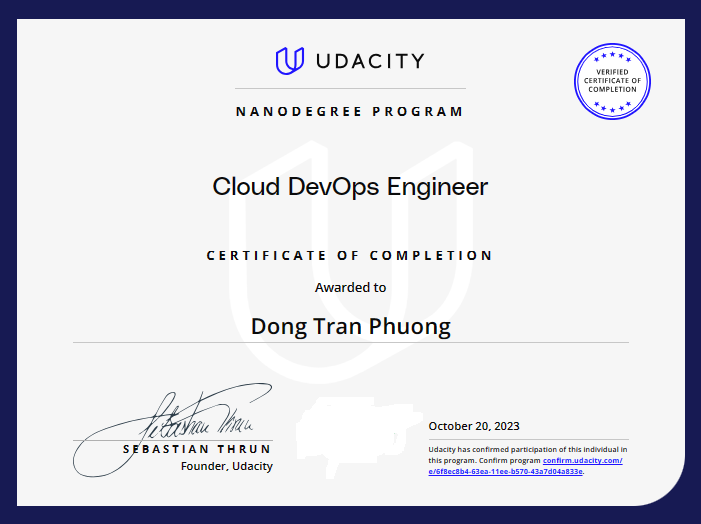 UDACITY
VERIFIED
CERTIFICATE OF
COMPLETION
NANODEGREE PROGRAM
Cloud DevOps Engineer
CERTIFICATE OF COMPLETION
Awarded to
Dong Tran Phuong
Sebastian Thrun
SEBASTIAN THRUN
Founder, Udacity
October 20, 2023
Udacity has confirmed participation of this individual in
this program. Confirm program confirm.udacity.com/
e/6f8ec8b4-63ea-11ee-b570-43a7d04a833e.